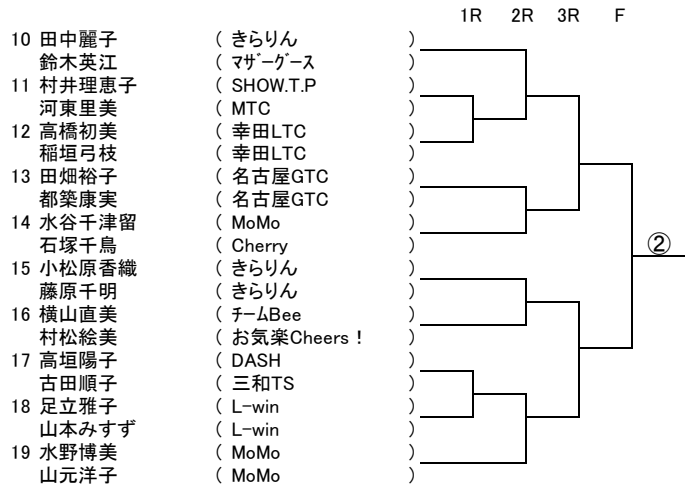 1R 2R 3R F
10 田中麗子 ( きらりん )
鈴木英江 ( ﾏｻﾞｰｸﾞｰｽ )
11 村井理恵子 ( SHOW.T.P )
河東里美 ( MTC )
12 高橋初美 ( 幸田LTC )
稲垣弓枝 ( 幸田LTC )
13 田畑裕子 ( 名古屋GTC )
都築康実 ( 名古屋GTC )
14 水谷千津留 ( MoMo )
石塚千鳥 ( Cherry )
②
15 小松原香織 ( きらりん )
藤原千明 ( きらりん )
16 横山直美 ( ﾁｰﾑBee )
村松絵美 ( お気楽Cheers！ )
17 高垣陽子 ( DASH )
古田順子 ( 三和TS )
18 足立雅子 ( L-win )
山本みすず ( L-win )
19 水野博美 ( MoMo )
山元洋子 ( MoMo )